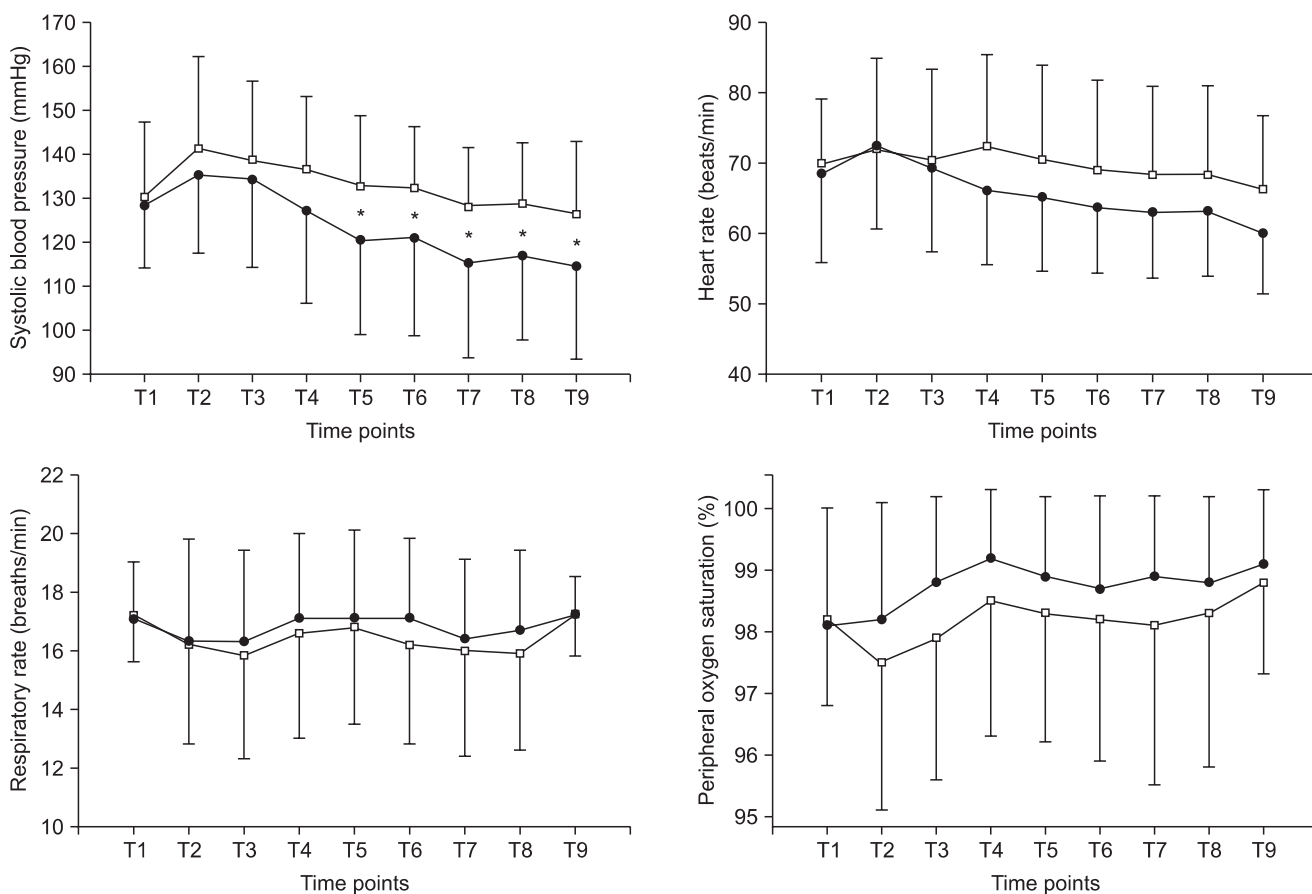 Systolic blood pressure (mmHg)
170
160
150
140
130
120
110
100
90
* * * * *
T1 T2 T3 T4 T5 T6 T7 T8 T9
Time points
Heart rate (beats/min)
90
80
70
60
50
40
T1 T2 T3 T4 T5 T6 T7 T8 T9
Time points
Respiratory rate (breaths/min)
22
20
18
16
14
12
10
T1 T2 T3 T4 T5 T6 T7 T8 T9
Time points
Peripheral oxygen saturation (%)
100
99
98
97
96
95
T1 T2 T3 T4 T5 T6 T7 T8 T9
Time points